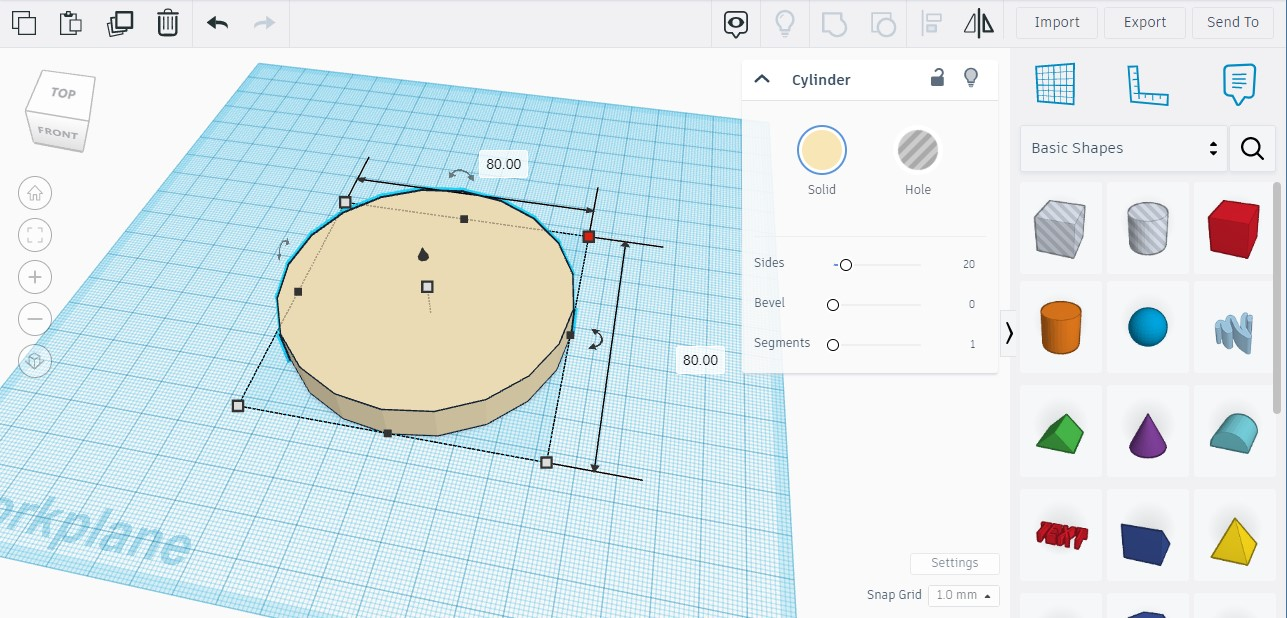 Import
Export
Send To
TOP
FRONT
Cylinder
Solid
Hole
Sides
20
Bevel
0
Segments
1
80.00
80.00
Basic Shapes
TEXT
Settings
Snap Grid
1.0 mm